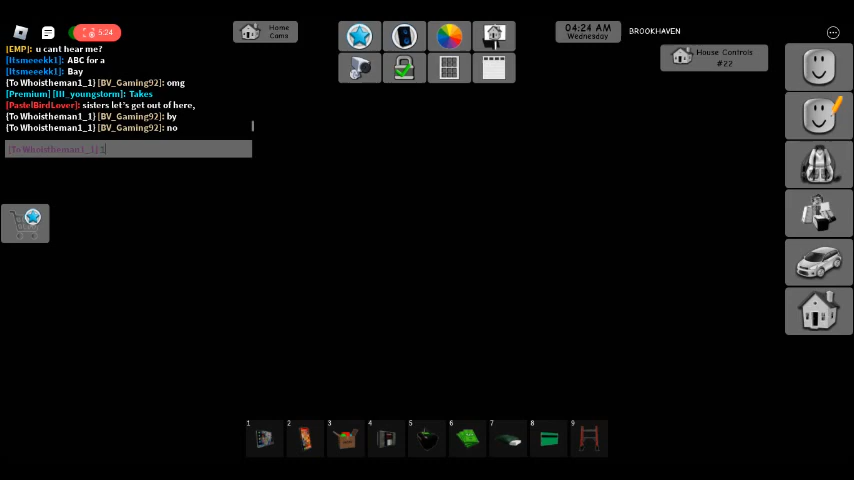 5:24
Home
Cams
04:24 AM
Wednesday
BROOKHAVEN
House Controls
#22
[EMP]: u cant hear me?
[Itsmeeekk1]: ABC for a
[Itsmeeekk1]: Bay
{To Whoistheman1_1} [BV_Gaming92]: omg
[Premium] [III_youngstorm]: Takes
[PastelBirdLover]: sisters let's get out of here,
{To Whoistheman1_1} [BV_Gaming92]: by
{To Whoistheman1_1} [BV_Gaming92]: no
[To Whoistheman1_1] 1
1 2 3 4 5 6 7 8 9